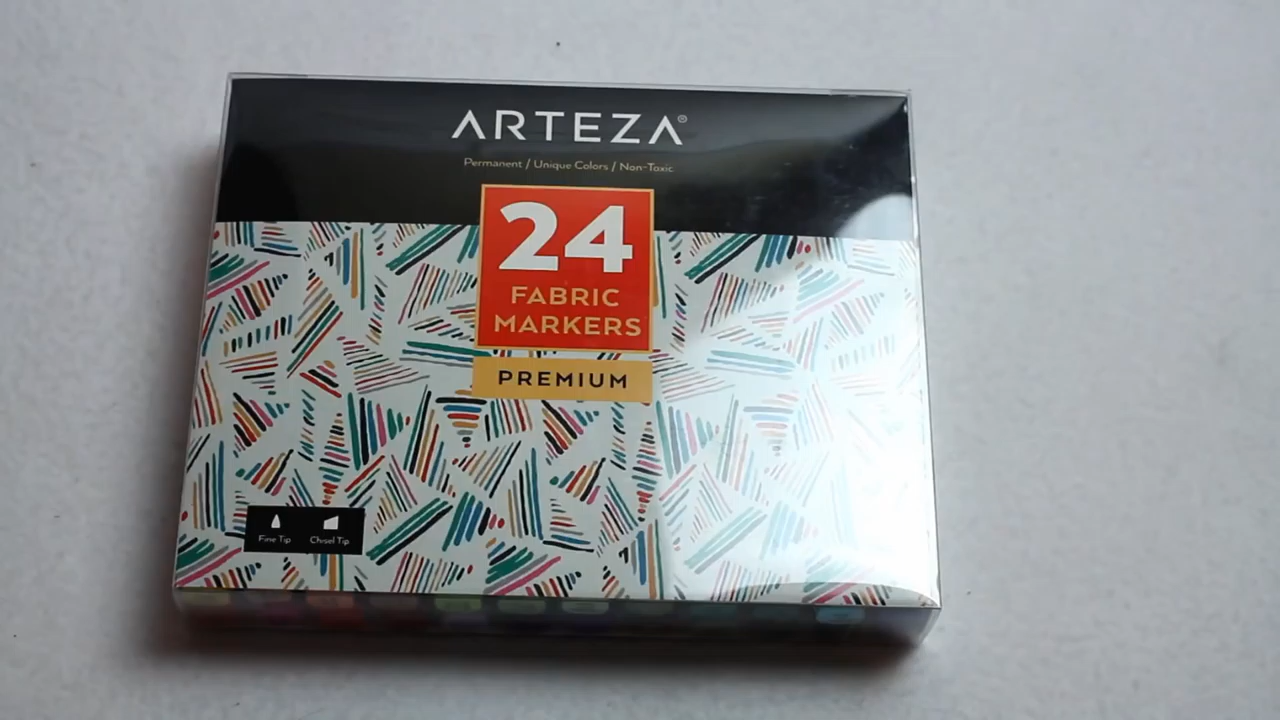 ARTEZA®
Permanent / Unique Colors / Non-Toxic
24
FABRIC
MARKERS
PREMIUM
Fine Tip Chisel Tip